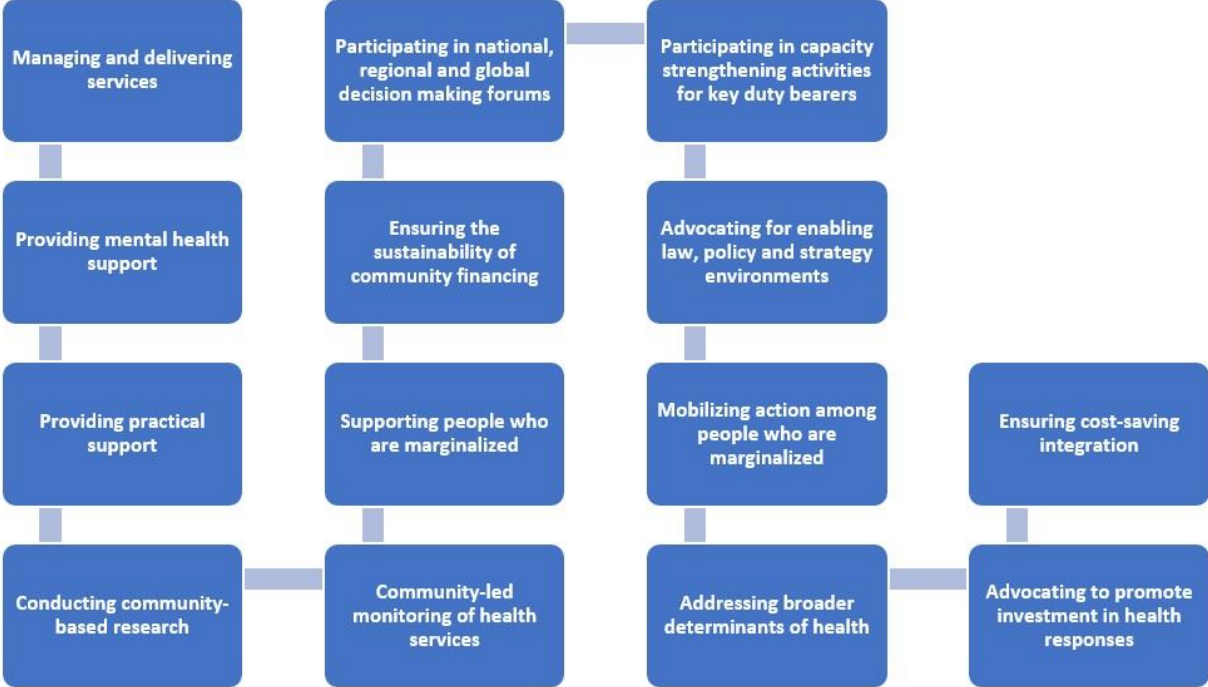 Managing and delivering
services
Providing mental health
support
Providing practical
support
Conducting community-
based research
Community-led
monitoring of health
services
Supporting people who
are marginalized
Ensuring the
sustainability of
community financing
Participating in national,
regional and global
decision making forums
Participating in capacity
strengthening activities
for key duty bearers
Advocating for enabling
law, policy and strategy
environments
Mobilizing action among
people who are
marginalized
Addressing broader
determinants of health
Advocating to promote
investment in health
responses
Ensuring cost-saving
integration